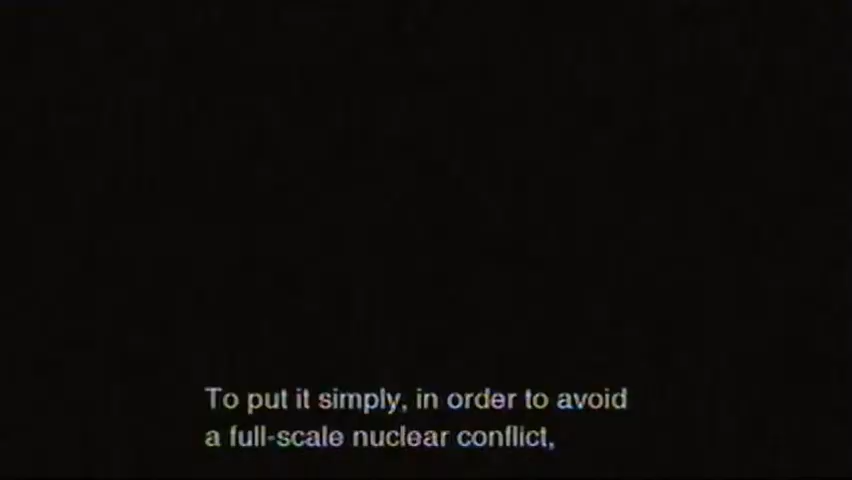 To put it simply, in order to avoid
a full-scale nuclear conflict,